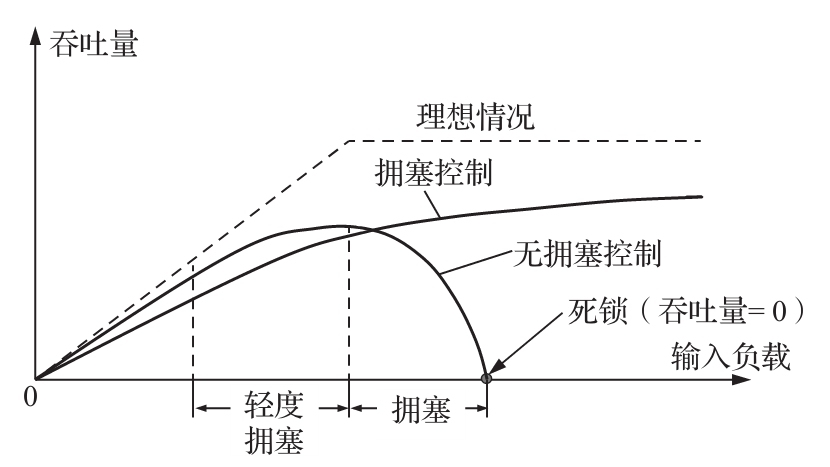 吞吐量
理想情况
拥塞控制
无拥塞控制
死锁（吞吐量= 0）
输入负载
0
轻度
拥塞
拥塞